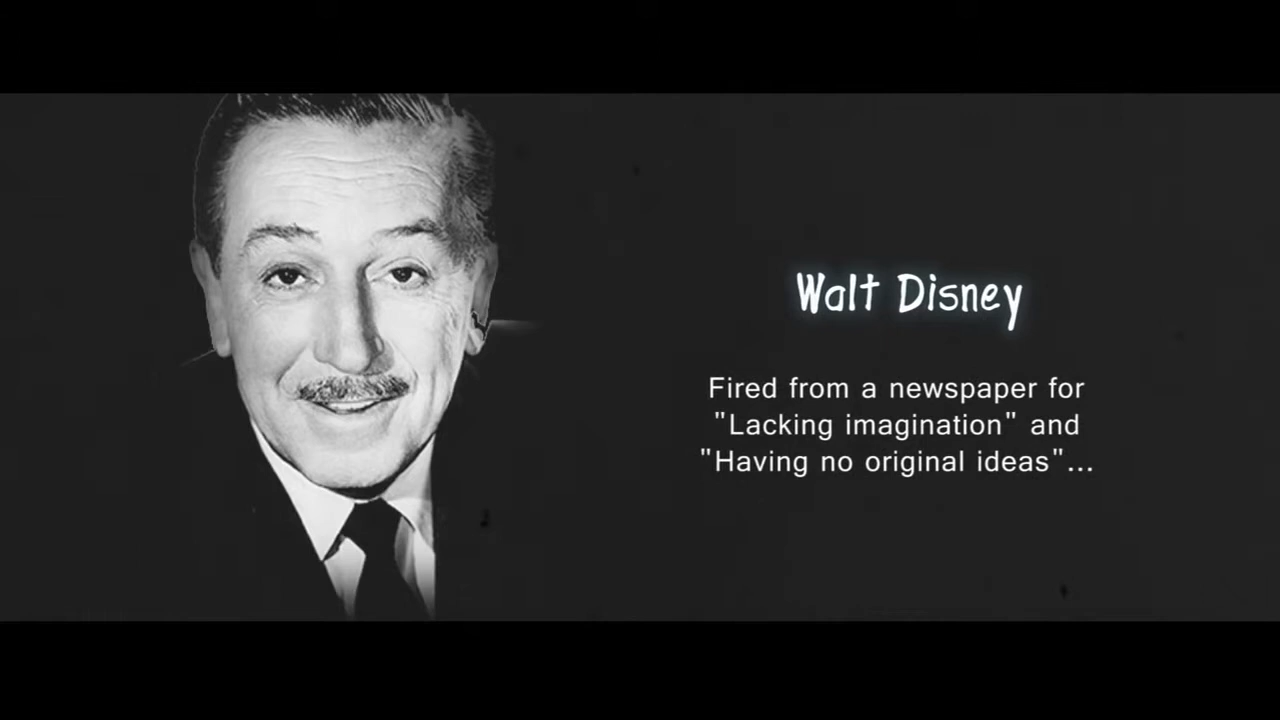 Walt Disney
Fired from a newspaper for
"Lacking imagination" and
"Having no original ideas"...